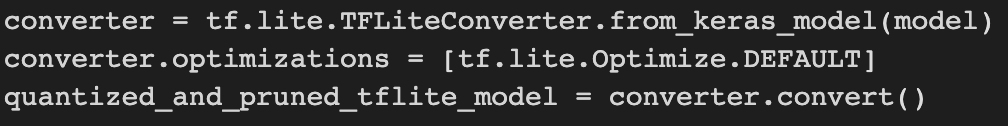 converter = tf.lite.TFLiteConverter.from_keras_model(model)
converter.optimizations = [tf.lite.Optimize.DEFAULT]
quantized_and_pruned_tflite_model = converter.convert()